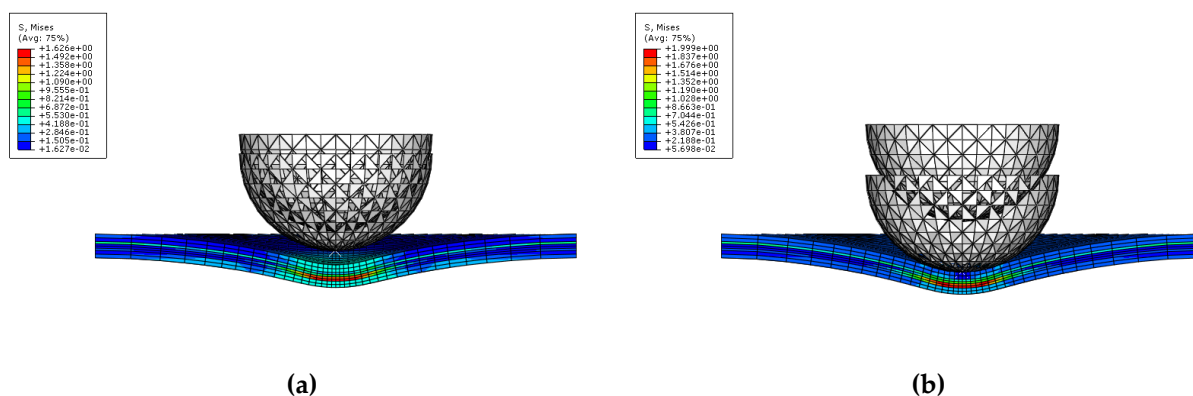 S, Mises
(Avg: 75%)
+1.626e+00
+1.492e+00
+1.358e+00
+1.224e+00
+1.090e+00
+9.555e-01
+8.214e-01
+6.872e-01
+5.530e-01
+4.188e-01
+2.846e-01
+1.505e-01
+1.627e-02
S, Mises
(Avg: 75%)
+1.999e+00
+1.837e+00
+1.676e+00
+1.514e+00
+1.352e+00
+1.190e+00
+1.028e+00
+8.663e-01
+7.044e-01
+5.426e-01
+3.807e-01
+2.188e-01
+5.698e-02
(a)
(b)